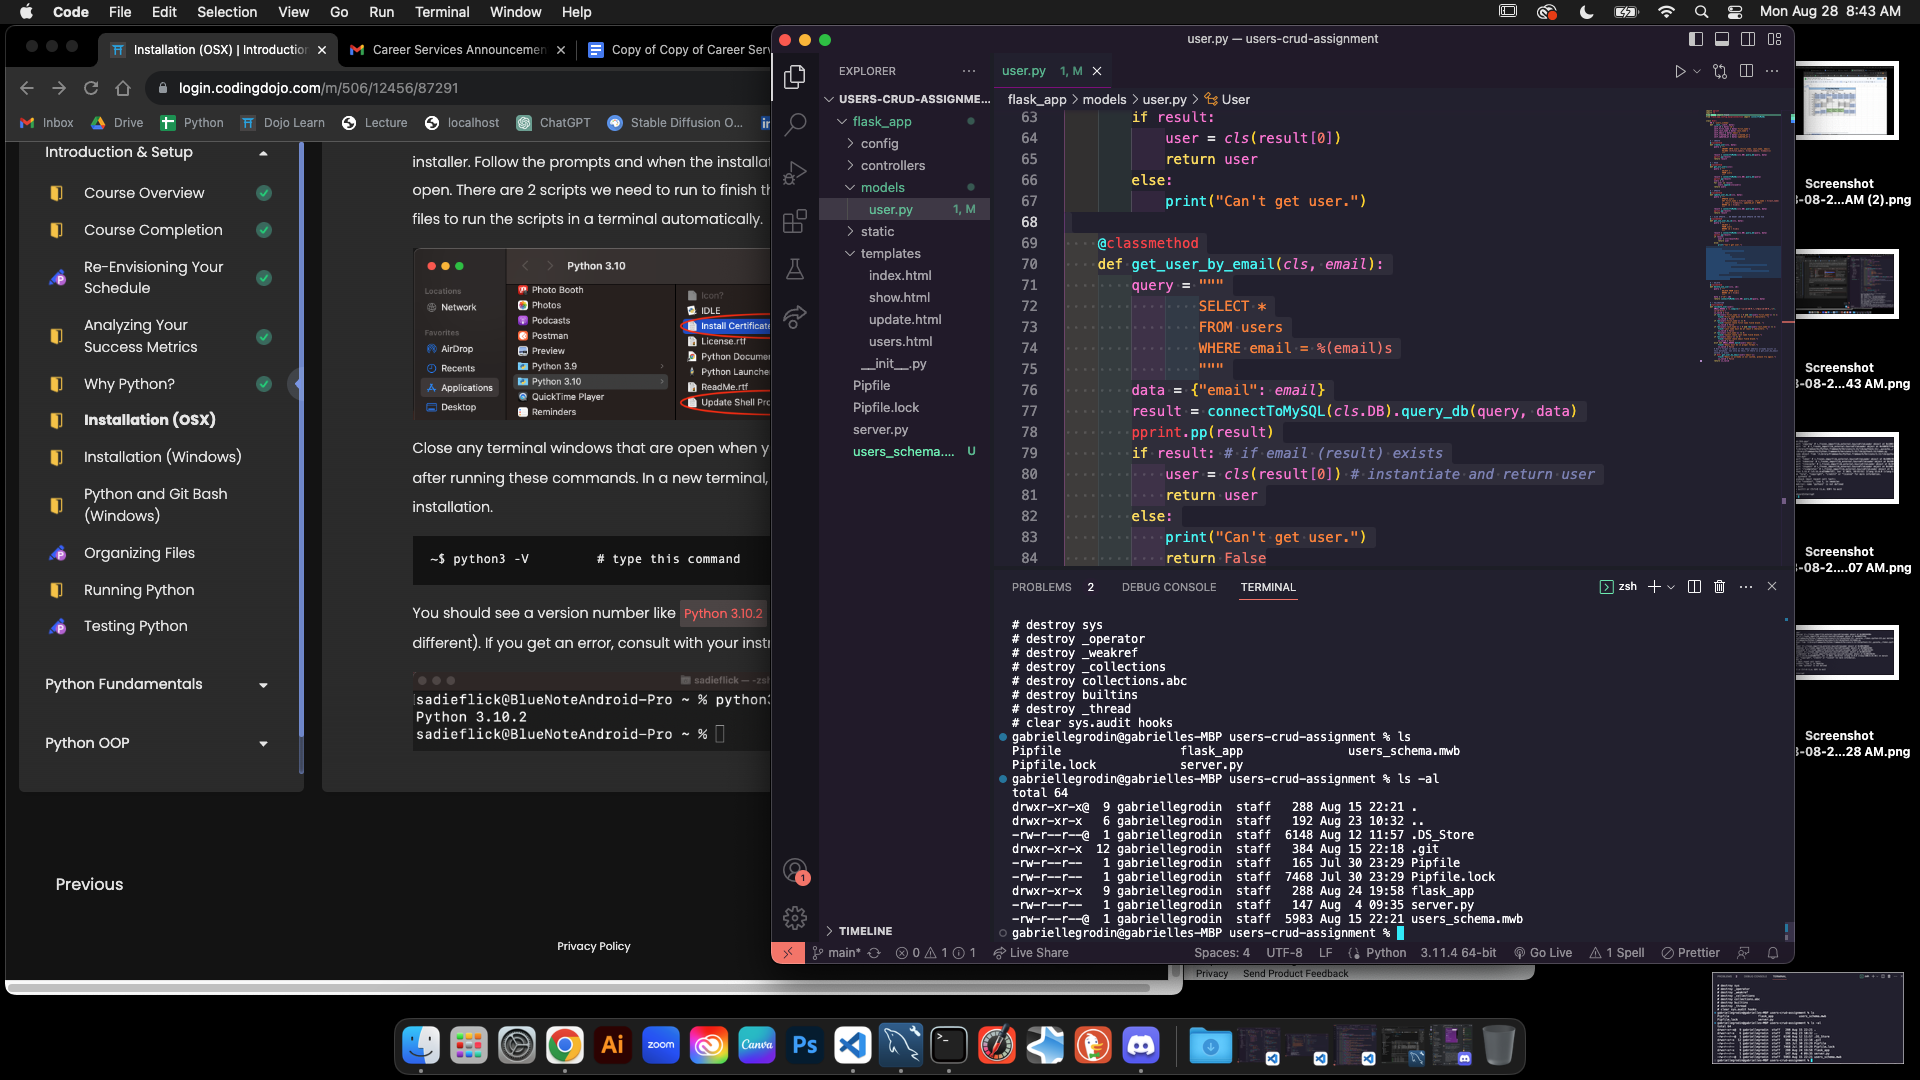 Code File Edit Selection View Go Run Terminal Window Help
Mon Aug 28 8:43 AM
Installation (OSX) | Introduction
Career Services Announcemen
Copy of Copy of Career Serv
login.codingdojo.com/m/506/12456/87291
Inbox Drive Python Dojo Learn Lecture localhost ChatGPT Stable Diffusion O...
Introduction & Setup
Course Overview
Course Completion
Re-Envisioning Your
Schedule
Analyzing Your
Success Metrics
Why Python?
Installation (OSX)
Installation (Windows)
Python and Git Bash
(Windows)
Organizing Files
Running Python
Testing Python
Python Fundamentals
Python OOP
Previous
installer. Follow the prompts and when the installat
open. There are 2 scripts we need to run to finish th
files to run the scripts in a terminal automatically.
Python 3.10
Locations
Network
Favorites
AirDrop
Recents
Applications
Desktop
Photo Booth
Photos
Podcasts
Postman
Preview
Python 3.9
Python 3.10
QuickTime Player
Reminders
Icon?
IDLE
Install Certificate
License.rtf
Python Docume
Python Launche
ReadMe.rtf
Update Shell Pro
Close any terminal windows that are open when y
after running these commands. In a new terminal,
installation.
~$ python3 -V # type this command
You should see a version number like Python 3.10.2
different). If you get an error, consult with your instr
sadieflick — -zsh
sadieflick@BlueNoteAndroid-Pro ~ % python3
Python 3.10.2
sadieflick@BlueNoteAndroid-Pro ~ %
Privacy Policy
user.py — users-crud-assignment
EXPLORER
USERS-CRUD-ASSIGNME...
flask_app
config
controllers
models
user.py 1, M
static
templates
index.html
show.html
update.html
users.html
__init__.py
Pipfile
Pipfile.lock
server.py
users_schema.... U
TIMELINE
1
user.py 1, M
flask_app > models > user.py > User
63 if result:
64 user = cls(result[0])
65 return user
66 else:
67 print("Can't get user.")
68
69 @classmethod
70 def get_user_by_email(cls, email):
71 query = """
72 SELECT *
73 FROM users
74 WHERE email = %(email)s
75 """
76 data = {"email": email}
77 result = connectToMySQL(cls.DB).query_db(query, data)
78 pprint.pp(result)
79 if result: # if email (result) exists
80 user = cls(result[0]) # instantiate and return user
81 return user
82 else:
83 print("Can't get user.")
84 return False
PROBLEMS 2 DEBUG CONSOLE TERMINAL
zsh
# destroy sys
# destroy _operator
# destroy _weakref
# destroy _collections
# destroy collections.abc
# destroy builtins
# destroy _thread
# clear sys.audit hooks
gabriellegrodin@gabrielles-MBP users-crud-assignment % ls
Pipfile flask_app users_schema.mwb
Pipfile.lock server.py
gabriellegrodin@gabrielles-MBP users-crud-assignment % ls -al
total 64
drwxr-xr-x@ 9 gabriellegrodin staff 288 Aug 15 22:21 .
drwxr-xr-x 6 gabriellegrodin staff 192 Aug 23 10:32 ..
-rw-r--r--@ 1 gabriellegrodin staff 6148 Aug 12 11:57 .DS_Store
drwxr-xr-x 12 gabriellegrodin staff 384 Aug 15 22:18 .git
-rw-r--r-- 1 gabriellegrodin staff 165 Jul 30 23:29 Pipfile
-rw-r--r-- 1 gabriellegrodin staff 7468 Jul 30 23:29 Pipfile.lock
drwxr-xr-x 9 gabriellegrodin staff 288 Aug 24 19:58 flask_app
-rw-r--r-- 1 gabriellegrodin staff 147 Aug 4 09:35 server.py
-rw-r--r--@ 1 gabriellegrodin staff 5983 Aug 15 22:21 users_schema.mwb
gabriellegrodin@gabrielles-MBP users-crud-assignment %
main* 0 1 1 Live Share Spaces: 4 UTF-8 LF Python 3.11.4 64-bit Go Live 1 Spell Prettier
Privacy Send Product Feedback
Screenshot
3-08-2...AM (2).png
Screenshot
3-08-2...43 AM.png
Screenshot
3-08-2....07 AM.png
Screenshot
3-08-2...28 AM.png
Ai
zoom
Canva
Ps